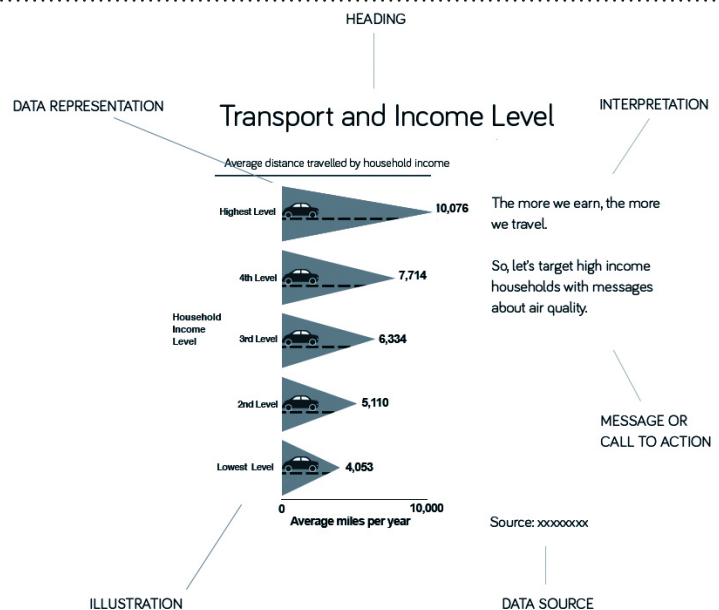 HEADING
DATA REPRESENTATION
INTERPRETATION
Transport and Income Level
Average distance travelled by household income
Highest Level
10,076
4th Level
7,714
Household
Income
Level
3rd Level
6,334
2nd Level
5,110
Lowest Level
4,053
0
10,000
Average miles per year
The more we earn, the more
we travel.
So, let's target high income
households with messages
about air quality.
MESSAGE OR
CALL TO ACTION
Source: xxxxxxxx
ILLUSTRATION
DATA SOURCE